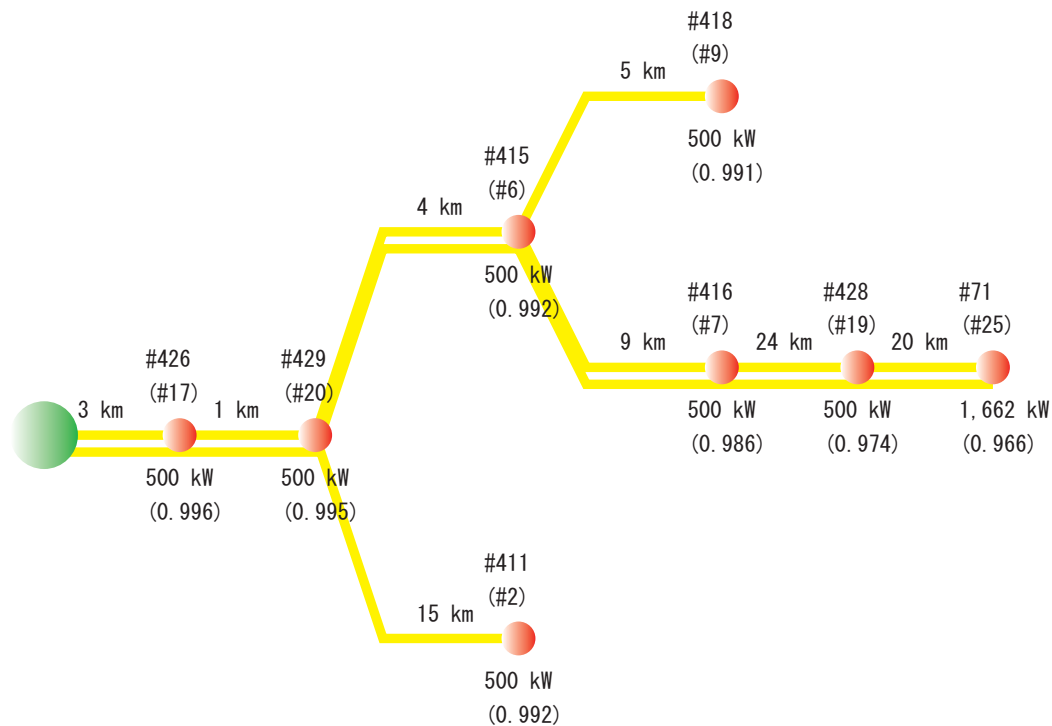 #418
(#9)
5 km
500 kW
(0.991)
#415
(#6)
4 km
500 kW
(0.992)
#416
(#7)
9 km
500 kW
(0.986)
#428
(#19)
24 km
500 kW
(0.974)
#71
(#25)
20 km
1,662 kW
(0.966)
#426
(#17)
3 km
500 kW
(0.996)
#429
(#20)
1 km
500 kW
(0.995)
#411
(#2)
15 km
500 kW
(0.992)